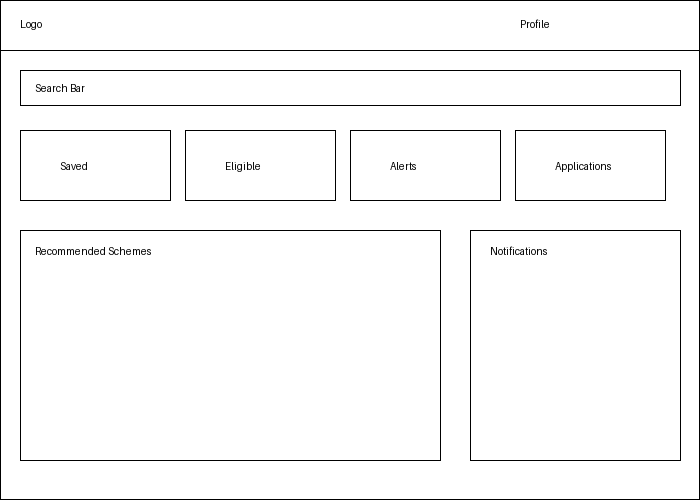 Logo
Profile
Search Bar
Saved
Eligible
Alerts
Applications
Recommended Schemes
Notifications